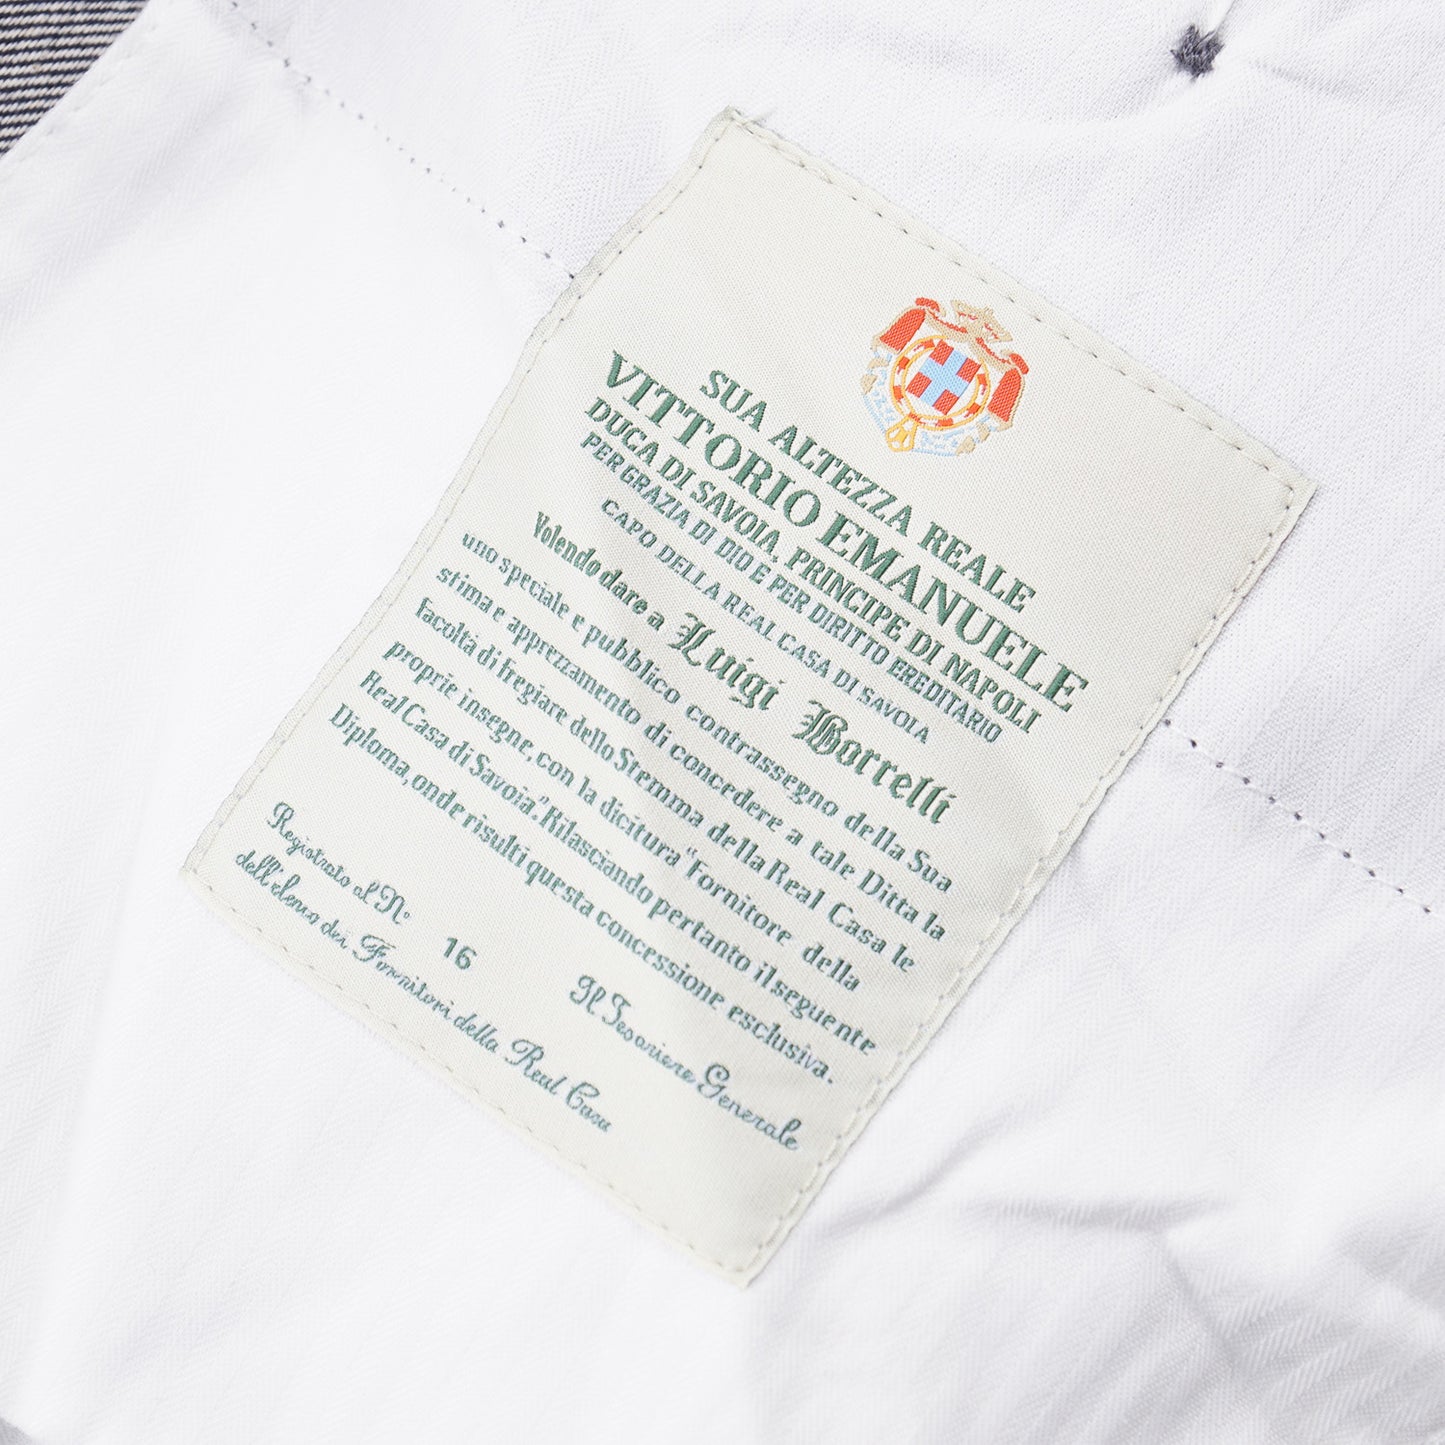 SUA ALTEZZA REALE
VITTORIO EMANUELE
DUCA DI SAVOIA, PRINCIPE DI NAPOLI
PER GRAZIA DI DIO E PER DIRITTO EREDITARIO
CAPO DELLA REAL CASA DI SAVOIA
Volendo dare a Luigi Borrelli
uno speciale e pubblico contrassegno della Sua
stima e apprezzamento di concedere a tale Ditta la
facoltà di fregiare dello Stemma della Real Casa le
proprie insegne, con la dicitura "Fornitore della
Real Casa di Savoia". Rilasciando pertanto il seguente
Diploma, onde risulti questa concessione esclusiva.
Registrato al N° 16 Il Tesoriere Generale
dell'elenco dei Fornitori della Real Casa